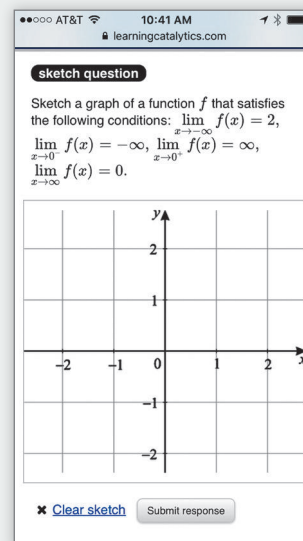 ●●○○○ AT&T 10:41 AM
learningcatalytics.com
sketch question
Sketch a graph of a function f that satisfies
the following conditions: lim x→−∞ f(x) = 2,
lim x→0⁻ f(x) = −∞, lim x→0⁺ f(x) = ∞,
lim x→∞ f(x) = 0.
y
2
1
−2 −1 0 1 2
−1
−2
✖ Clear sketch Submit response